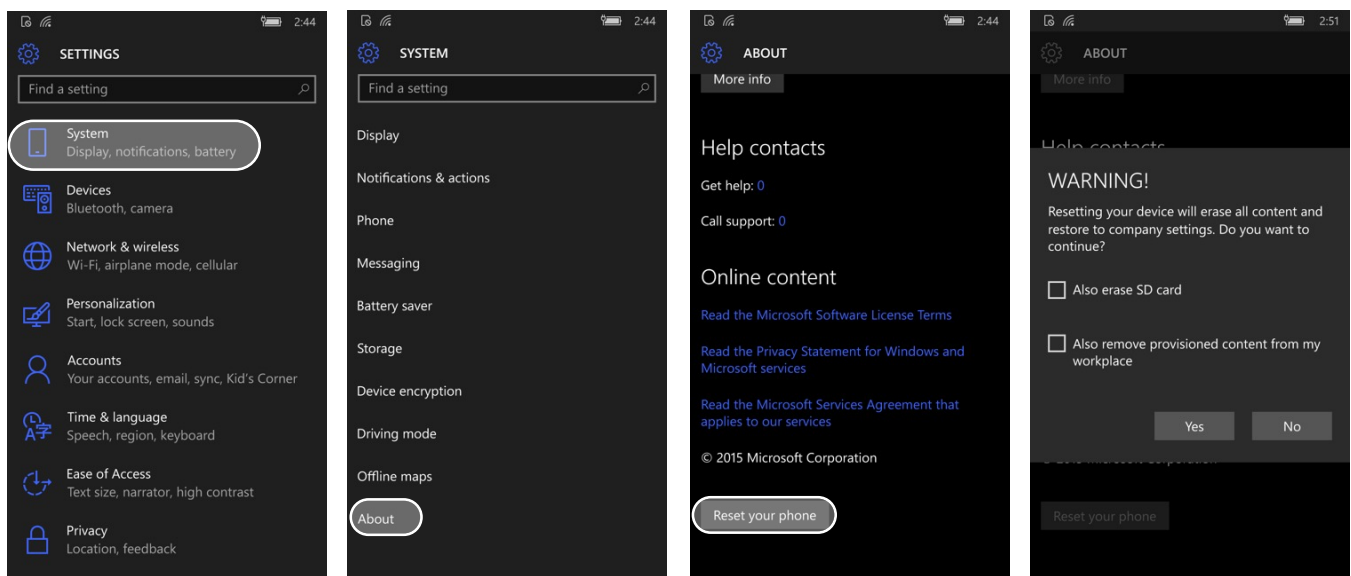 2:44
SETTINGS
Find a setting
System
Display, notifications, battery
Devices
Bluetooth, camera
Network & wireless
Wi-Fi, airplane mode, cellular
Personalization
Start, lock screen, sounds
Accounts
Your accounts, email, sync, Kid's Corner
Time & language
Speech, region, keyboard
Ease of Access
Text size, narrator, high contrast
Privacy
Location, feedback
2:44
SYSTEM
Find a setting
Display
Notifications & actions
Phone
Messaging
Battery saver
Storage
Device encryption
Driving mode
Offline maps
About
2:44
ABOUT
More info
Help contacts
Get help: 0
Call support: 0
Online content
Read the Microsoft Software License Terms
Read the Privacy Statement for Windows and
Microsoft services
Read the Microsoft Services Agreement that
applies to our services
© 2015 Microsoft Corporation
Reset your phone
2:51
ABOUT
More info
Help contacts
WARNING!
Resetting your device will erase all content and
restore to company settings. Do you want to
continue?
Also erase SD card
Also remove provisioned content from my
workplace
Yes No
© 2015 Microsoft Corporation
Reset your phone